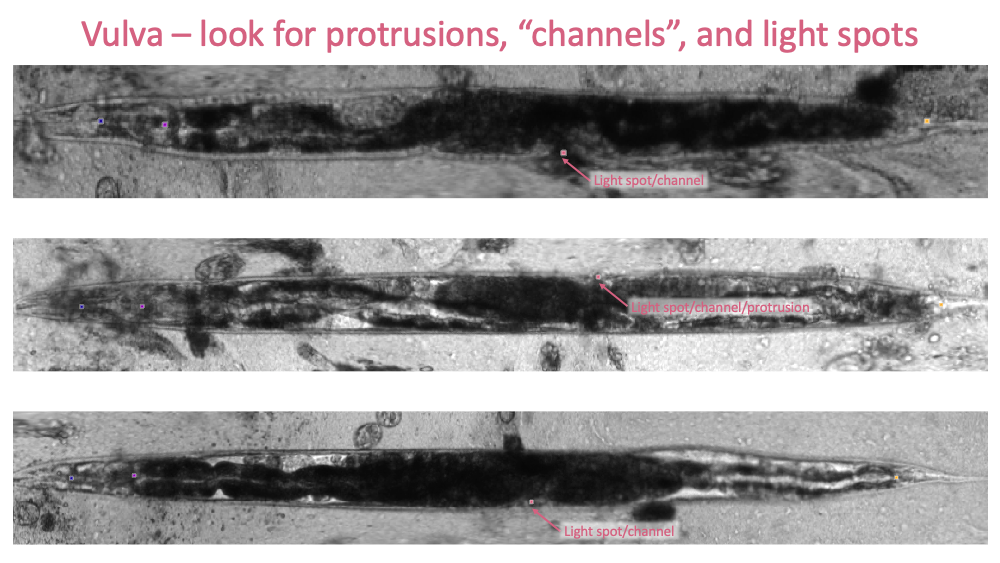 Vulva – look for protrusions, “channels”, and light spots
Light spot/channel
Light spot/channel/protrusion
Light spot/channel